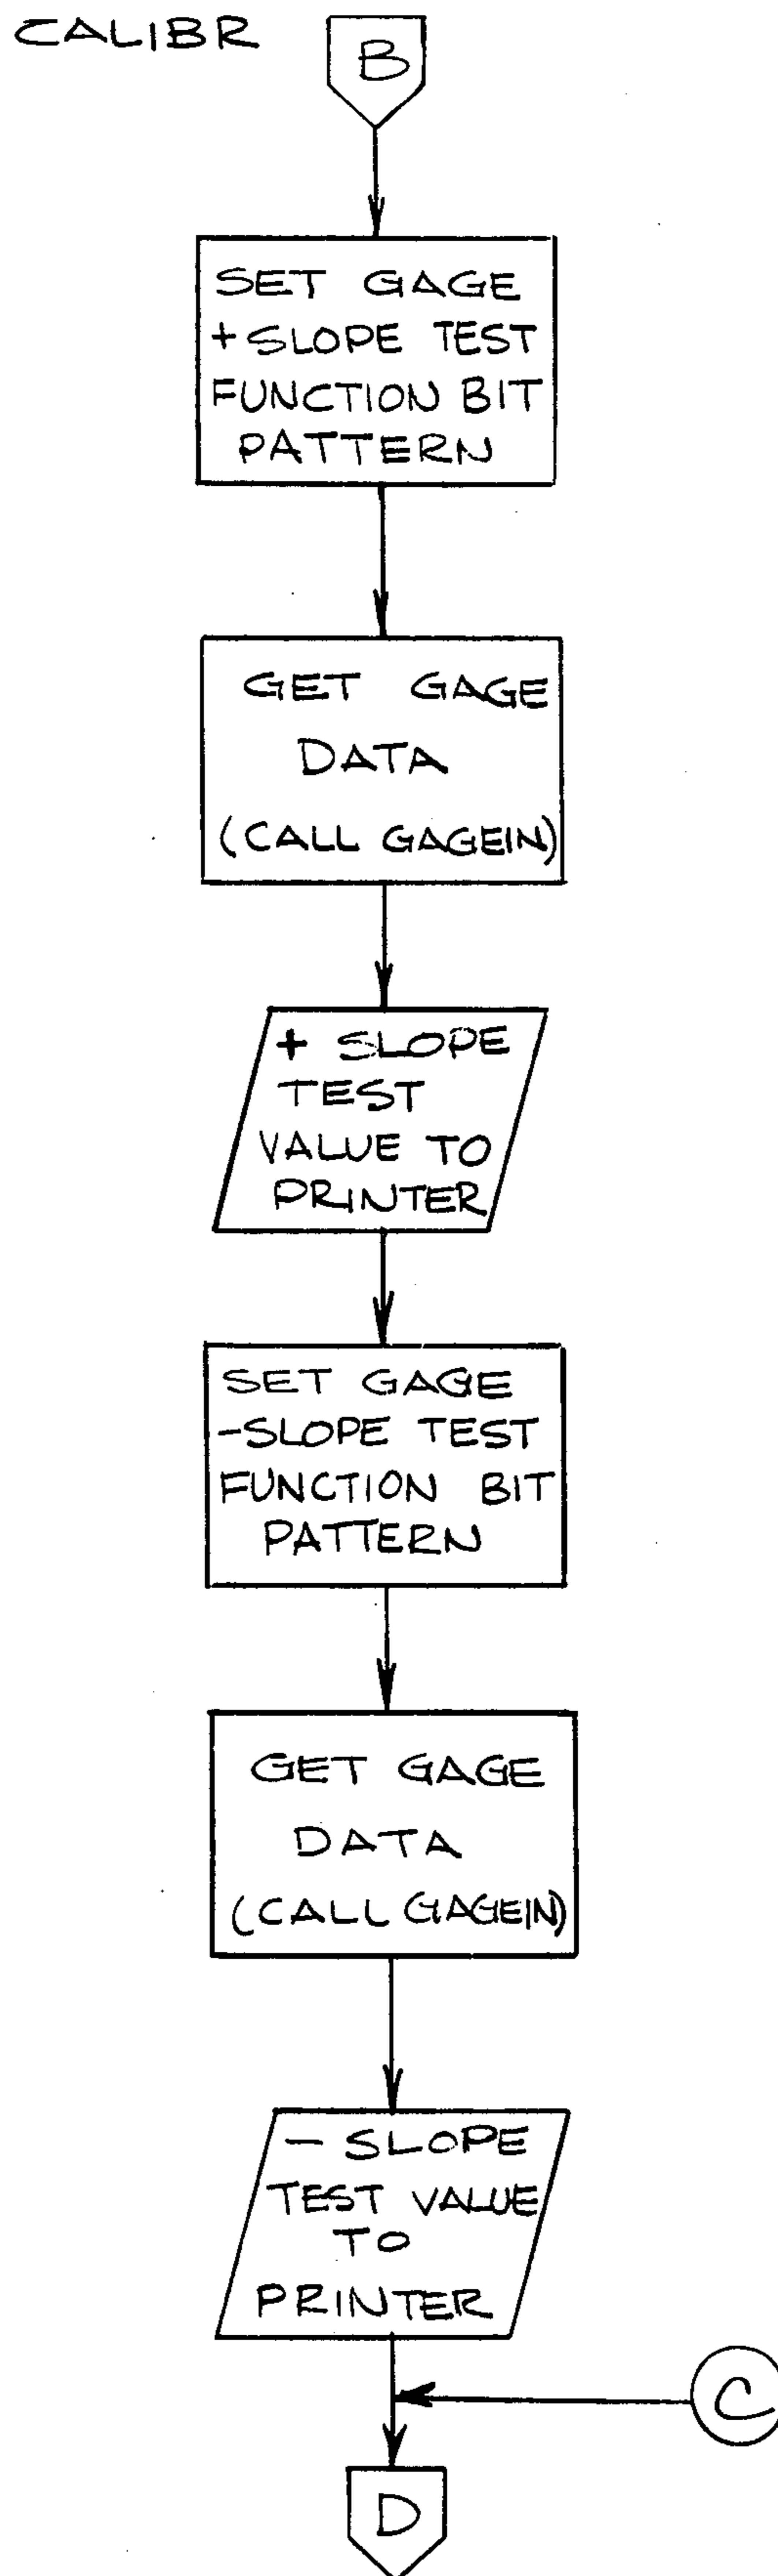 CALIBR
B
SET GAGE
+SLOPE TEST
FUNCTION BIT
PATTERN
GET GAGE
DATA
(CALL GAGEIN)
+ SLOPE
TEST
VALUE TO
PRINTER
SET GAGE
-SLOPE TEST
FUNCTION BIT
PATTERN
GET GAGE
DATA
(CALL GAGEIN)
- SLOPE
TEST VALUE
TO
PRINTER
C
D